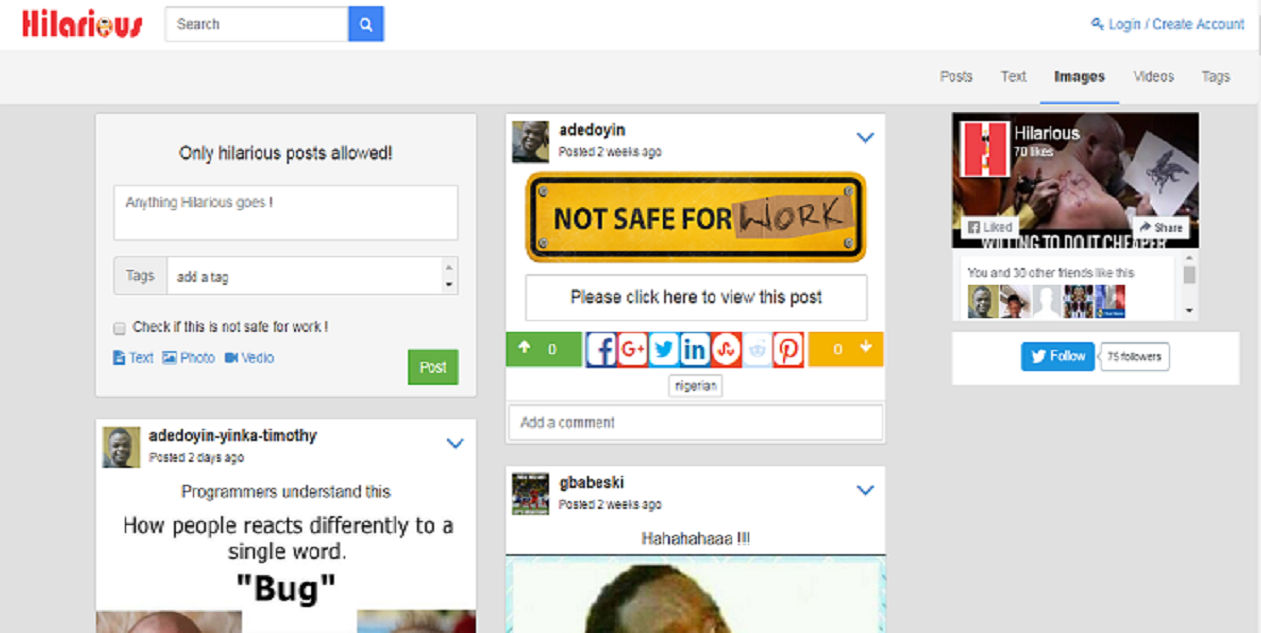 Hilarious
Search
Login / Create Account
Posts
Text
Images
Videos
Tags
Only hilarious posts allowed!
Anything Hilarious goes !
Tags
add a tag
Check if this is not safe for work !
Text
Photo
Vedio
Post
adedoyin-yinka-timothy
Posted 2 days ago
Programmers understand this
How people reacts differently to a
single word.
"Bug"
adedoyin
Posted 2 weeks ago
NOT SAFE FOR WORK
Please click here to view this post
0
f
G+
in
0
nigerian
Add a comment
gbabeski
Posted 2 weeks ago
Hahahahaaa !!!
Hilarious
70 likes
Liked
Share
WILLING TO DO IT CHEAPER
You and 30 other friends like this
Follow
75 followers